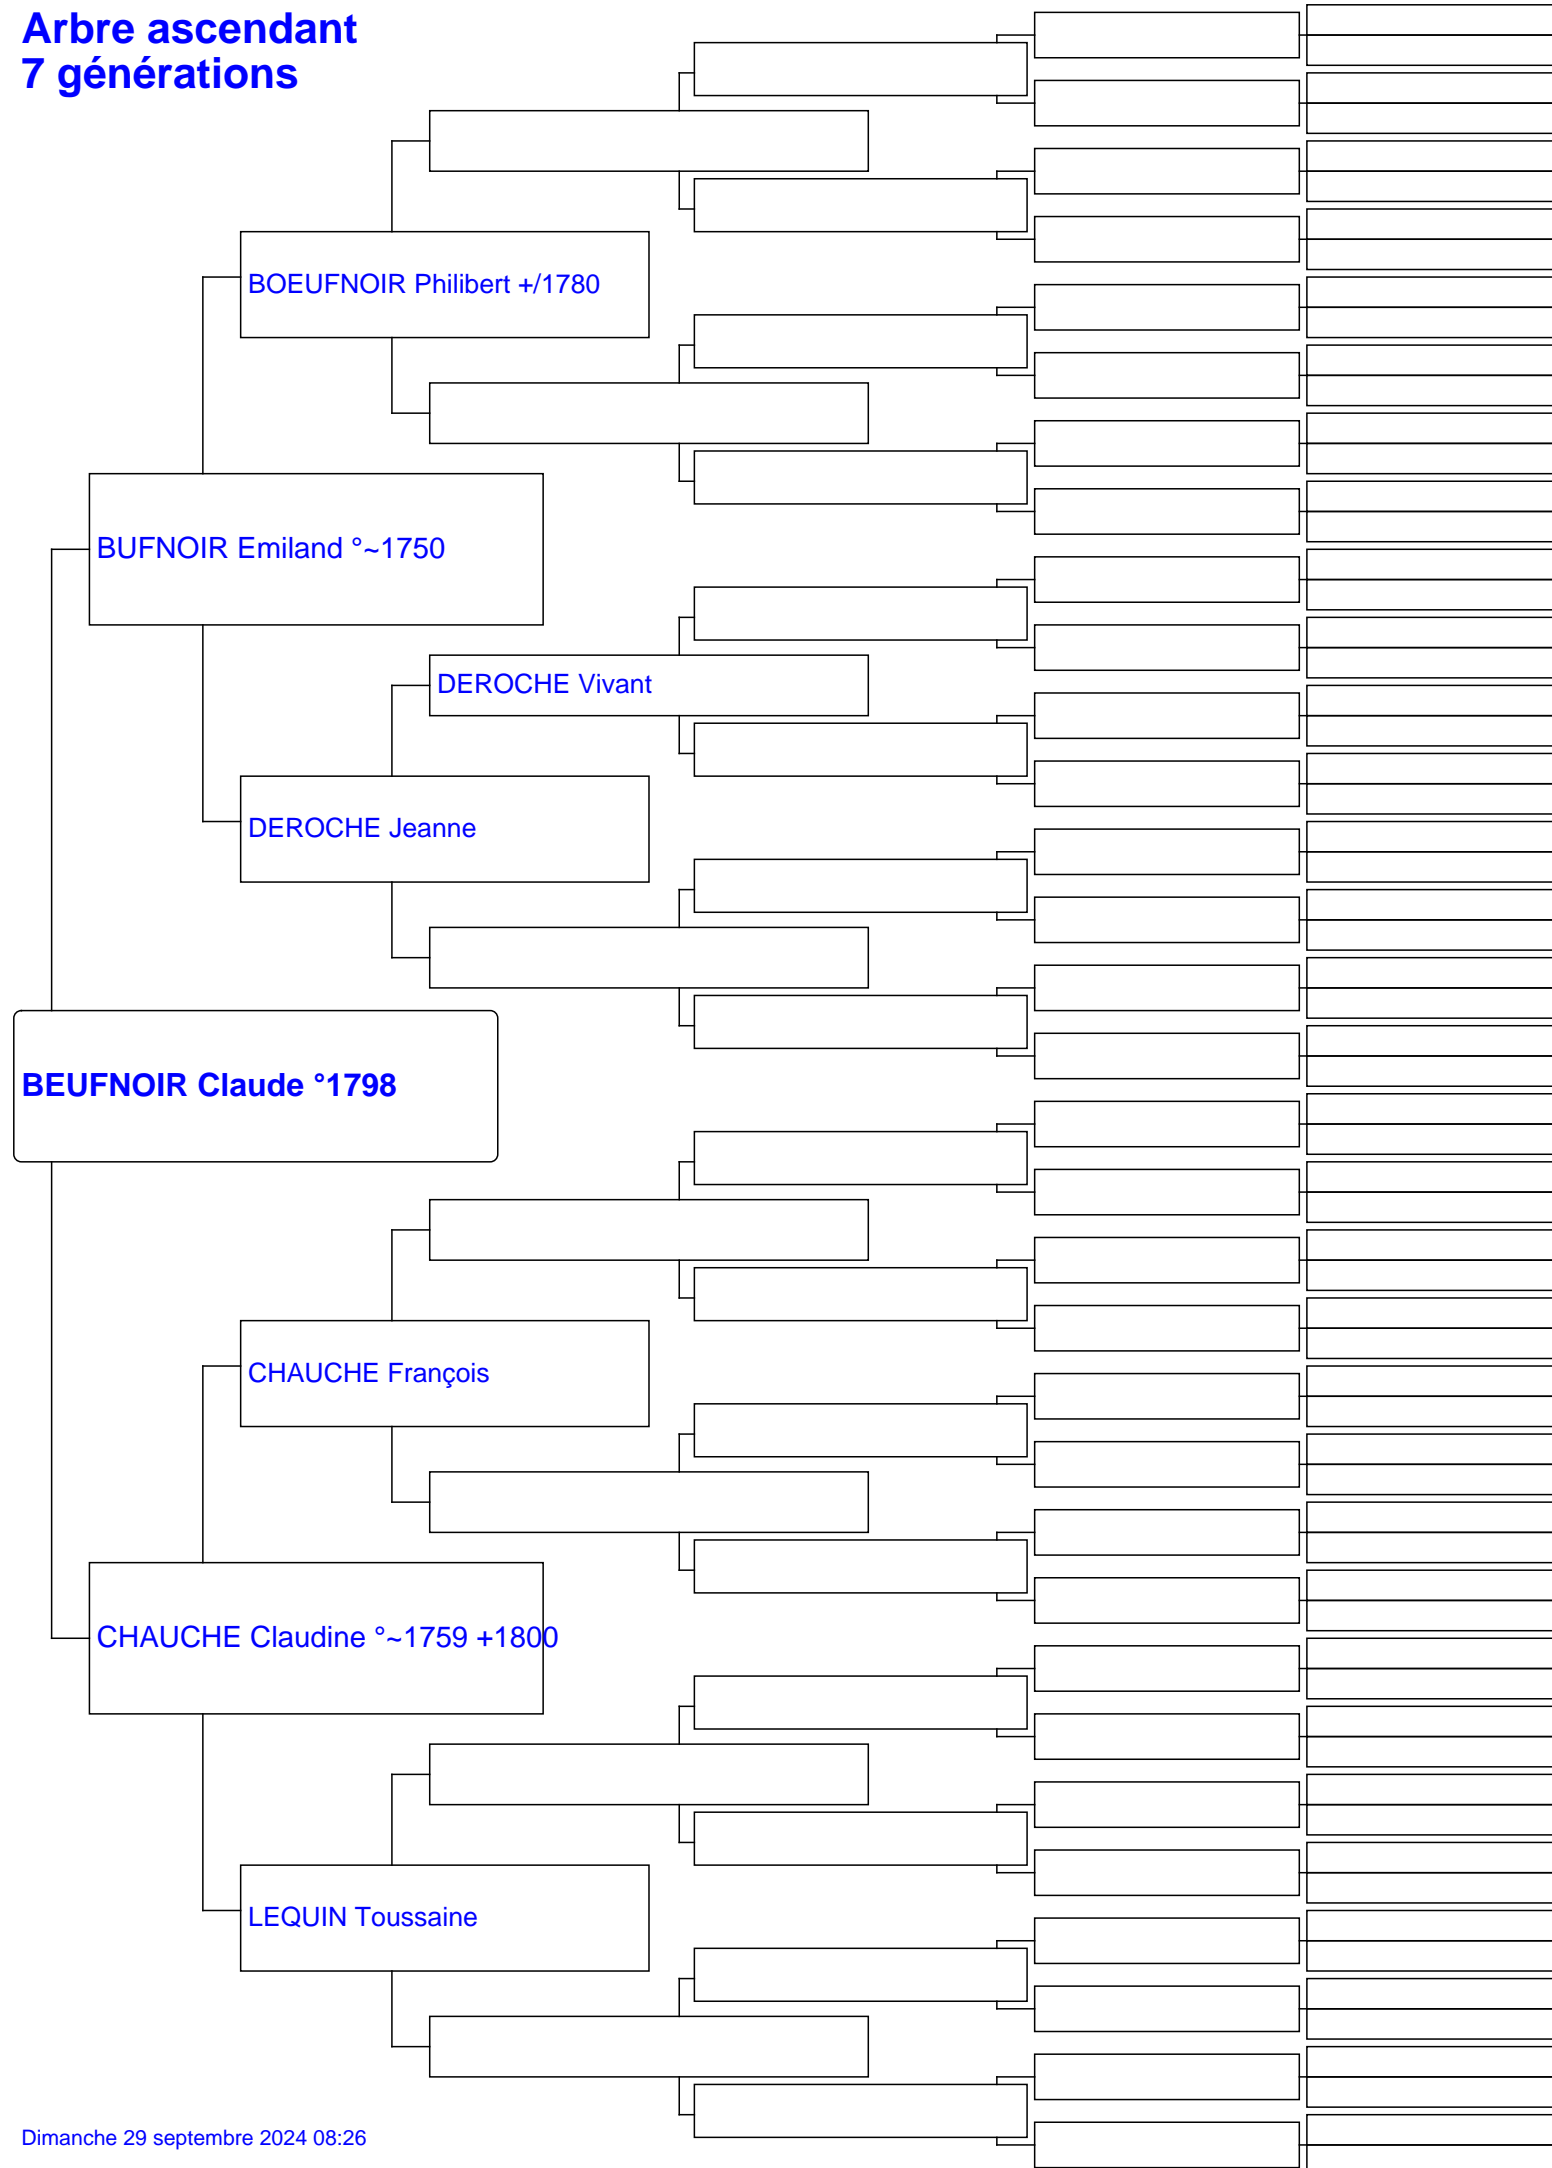 Arbre ascendant
7 générations
BOEUFNOIR Philibert +/1780
BUFNOIR Emiland °~1750
DEROCHE Vivant
DEROCHE Jeanne
BEUFNOIR Claude °1798
CHAUCHE François
CHAUCHE Claudine °~1759 +1800
LEQUIN Toussaine
Dimanche 29 septembre 2024 08:26